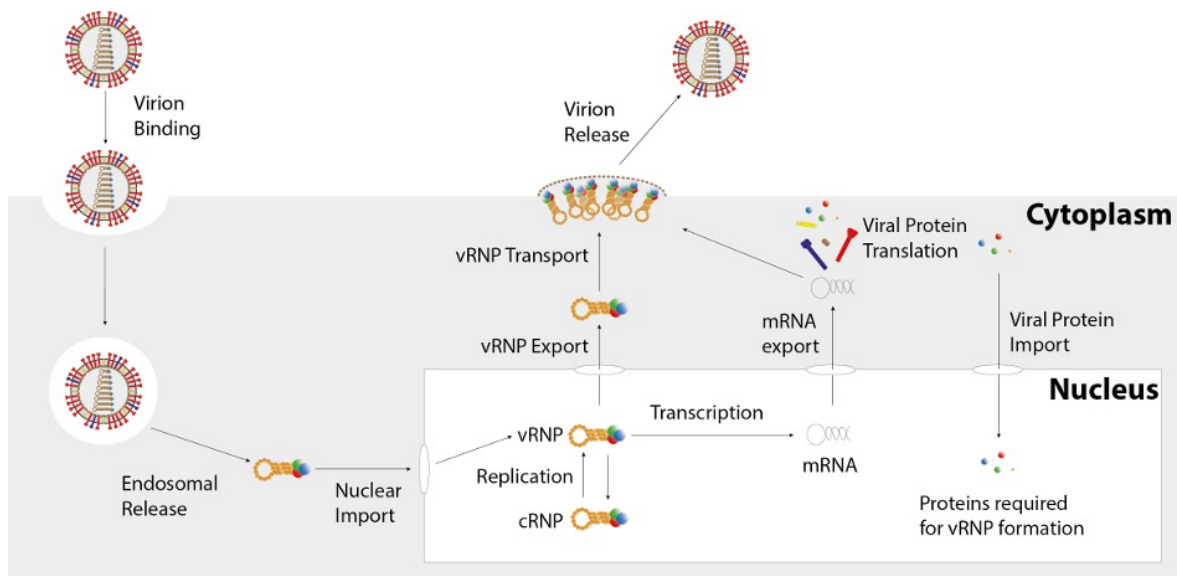 Virion
Binding
Virion
Release
Cytoplasm
Viral Protein
Translation
vRNP Transport
mRNA
export
Viral Protein
Import
vRNP Export
Nucleus
Transcription
vRNP
mRNA
Endosomal
Release
Nuclear
Import
Replication
cRNP
Proteins required
for vRNP formation